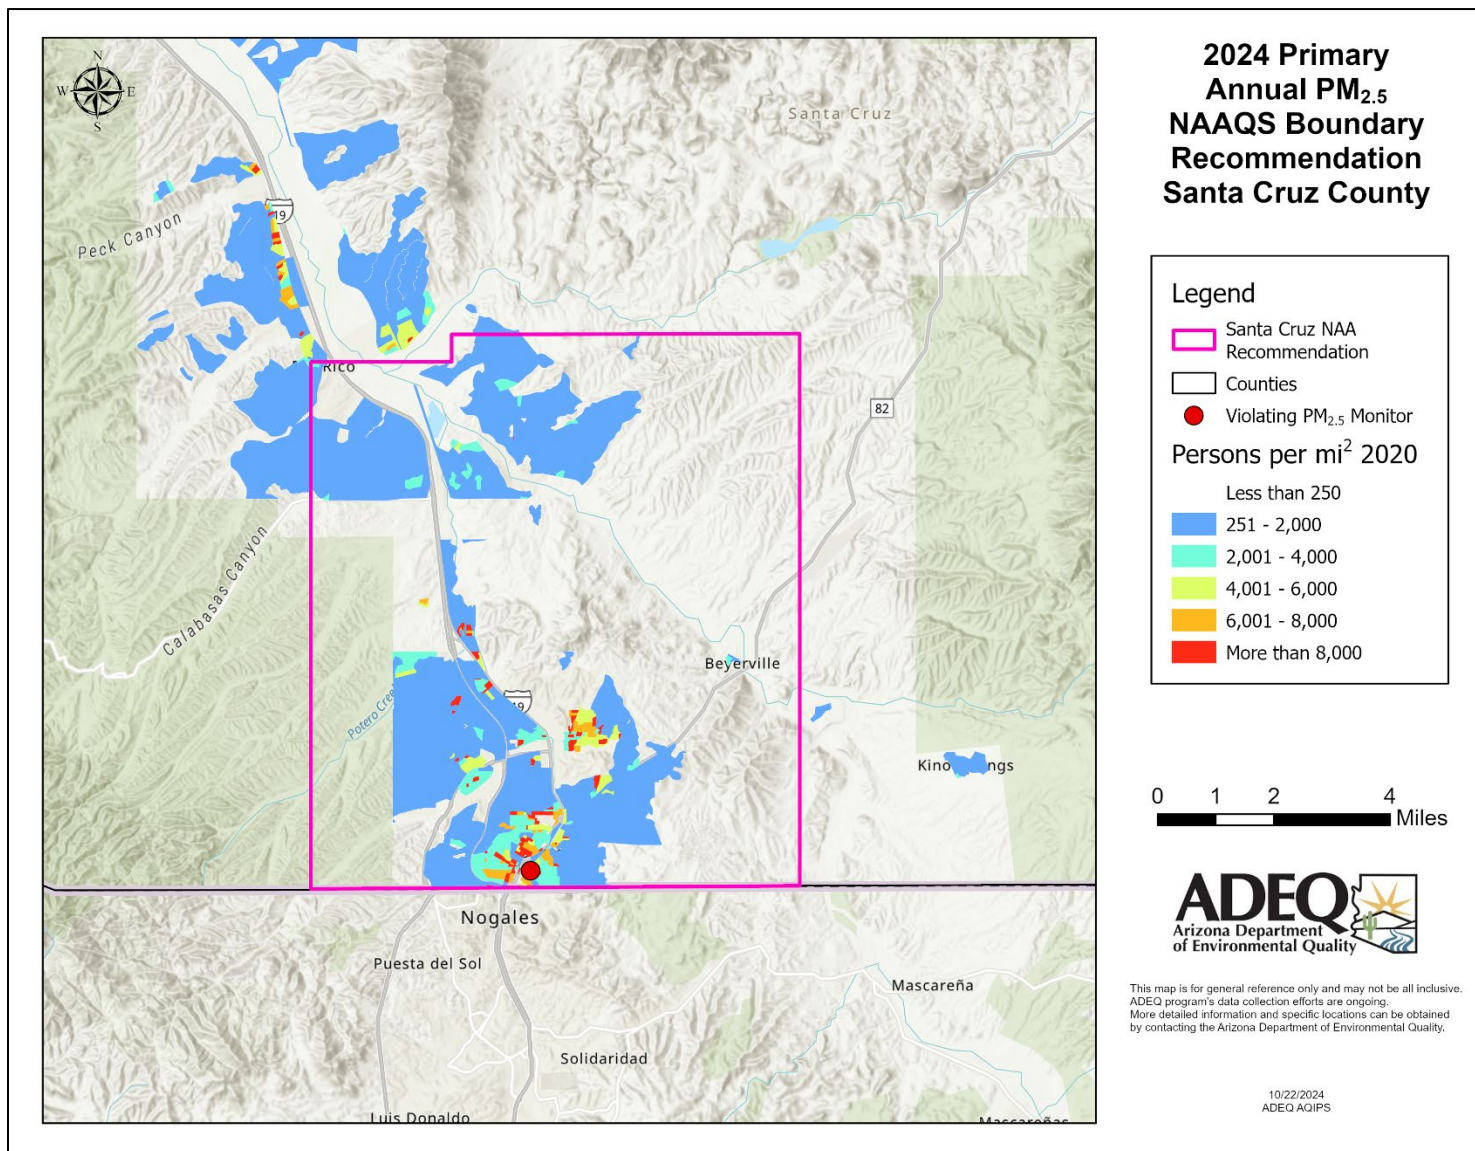 2024 Primary
Annual PM2.5
NAAQS Boundary
Recommendation
Santa Cruz County
N
W E
S
Santa Cruz
Peck Canyon
19
Rico
82
Calabasas Canyon
Beyerville
Potero Cree
19
Kino ngs
Nogales
Puesta del Sol
Mascareña
Solidaridad
Luis Donaldo
Mascareñas
Legend
Santa Cruz NAA
Recommendation
Counties
Violating PM2.5 Monitor
Persons per mi2 2020
Less than 250
251 - 2,000
2,001 - 4,000
4,001 - 6,000
6,001 - 8,000
More than 8,000
0 1 2 4
Miles
ADEQ
Arizona Department
of Environmental Quality
This map is for general reference only and may not be all inclusive.
ADEQ program's data collection efforts are ongoing.
More detailed information and specific locations can be obtained
by contacting the Arizona Department of Environmental Quality.
10/22/2024
ADEQ AQIPS